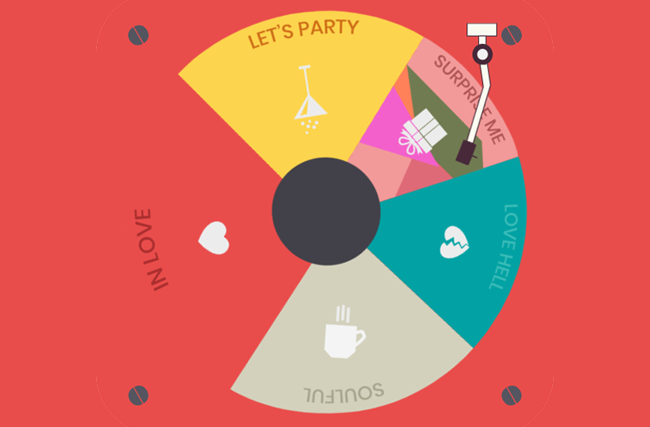 LET'S PARTY
SURPRISE ME
LOVE HELL
SOULFUL
IN LOVE